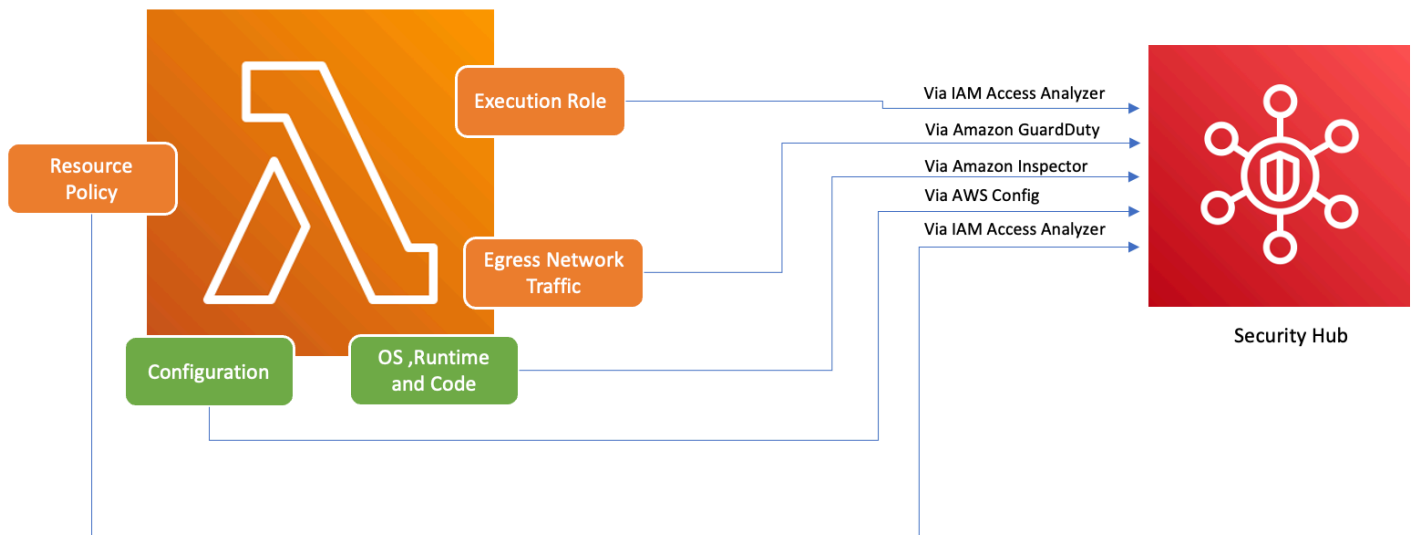 Execution Role
Via IAM Access Analyzer
Via Amazon GuardDuty
Resource
Policy
Via Amazon Inspector
Via AWS Config
Via IAM Access Analyzer
Egress Network
Traffic
Security Hub
Configuration
OS ,Runtime
and Code